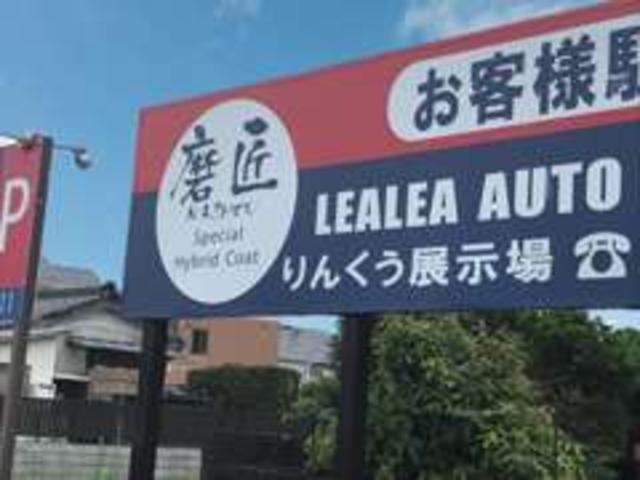 お客様駐
磨匠
Special
Hybrid Coat
LEALEA AUTO
りんくう展示場 ☎
P